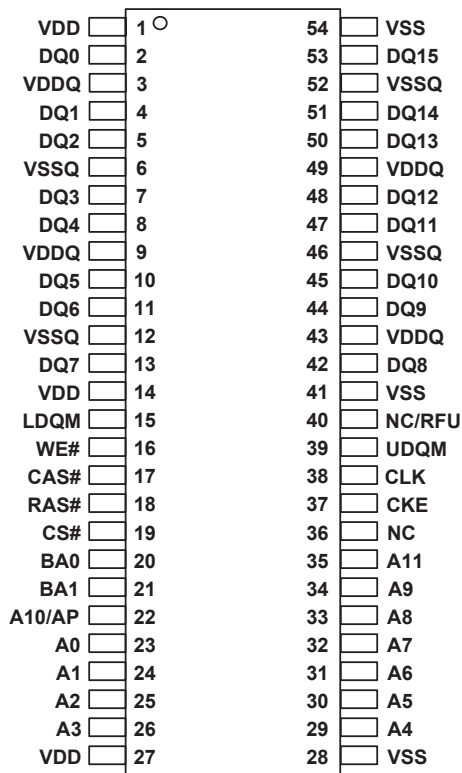 VDD 1 54 VSS
DQ0 2 53 DQ15
VDDQ 3 52 VSSQ
DQ1 4 51 DQ14
DQ2 5 50 DQ13
VSSQ 6 49 VDDQ
DQ3 7 48 DQ12
DQ4 8 47 DQ11
VDDQ 9 46 VSSQ
DQ5 10 45 DQ10
DQ6 11 44 DQ9
VSSQ 12 43 VDDQ
DQ7 13 42 DQ8
VDD 14 41 VSS
LDQM 15 40 NC/RFU
WE# 16 39 UDQM
CAS# 17 38 CLK
RAS# 18 37 CKE
CS# 19 36 NC
BA0 20 35 A11
BA1 21 34 A9
A10/AP 22 33 A8
A0 23 32 A7
A1 24 31 A6
A2 25 30 A5
A3 26 29 A4
VDD 27 28 VSS